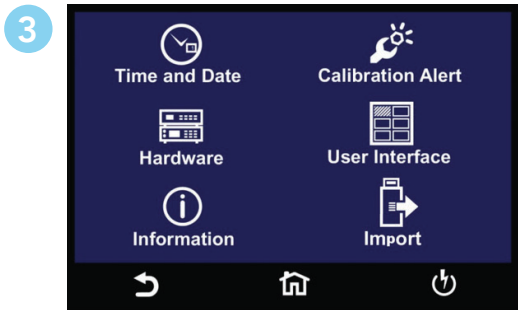 3
Time and Date
Calibration Alert
Hardware
User Interface
Information
Import